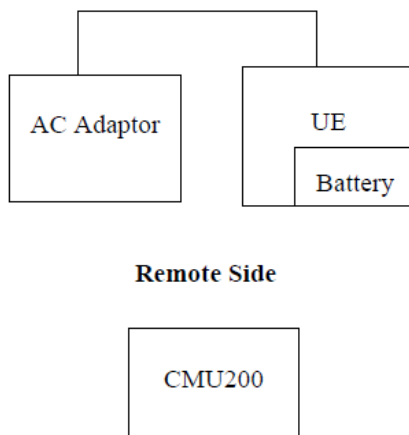 AC Adaptor
UE
Battery
Remote Side
CMU200